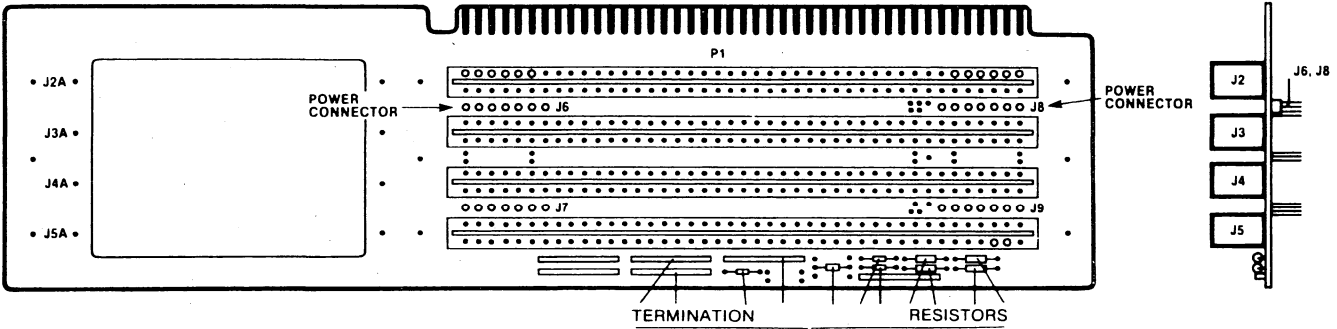 P1
J2A
J2
J6, J8
POWER
CONNECTOR
J6
J8
POWER
CONNECTOR
J3A
J3
J4A
J4
J7
J9
J5A
J5
TERMINATION RESISTORS